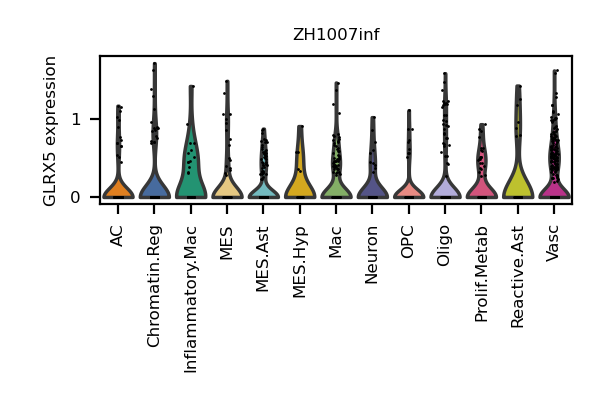 ZH1007inf
GLRX5 expression
1
0
AC
Chromatin.Reg
Inflammatory.Mac
MES
MES.Ast
MES.Hyp
Mac
Neuron
OPC
Oligo
Prolif.Metab
Reactive.Ast
Vasc